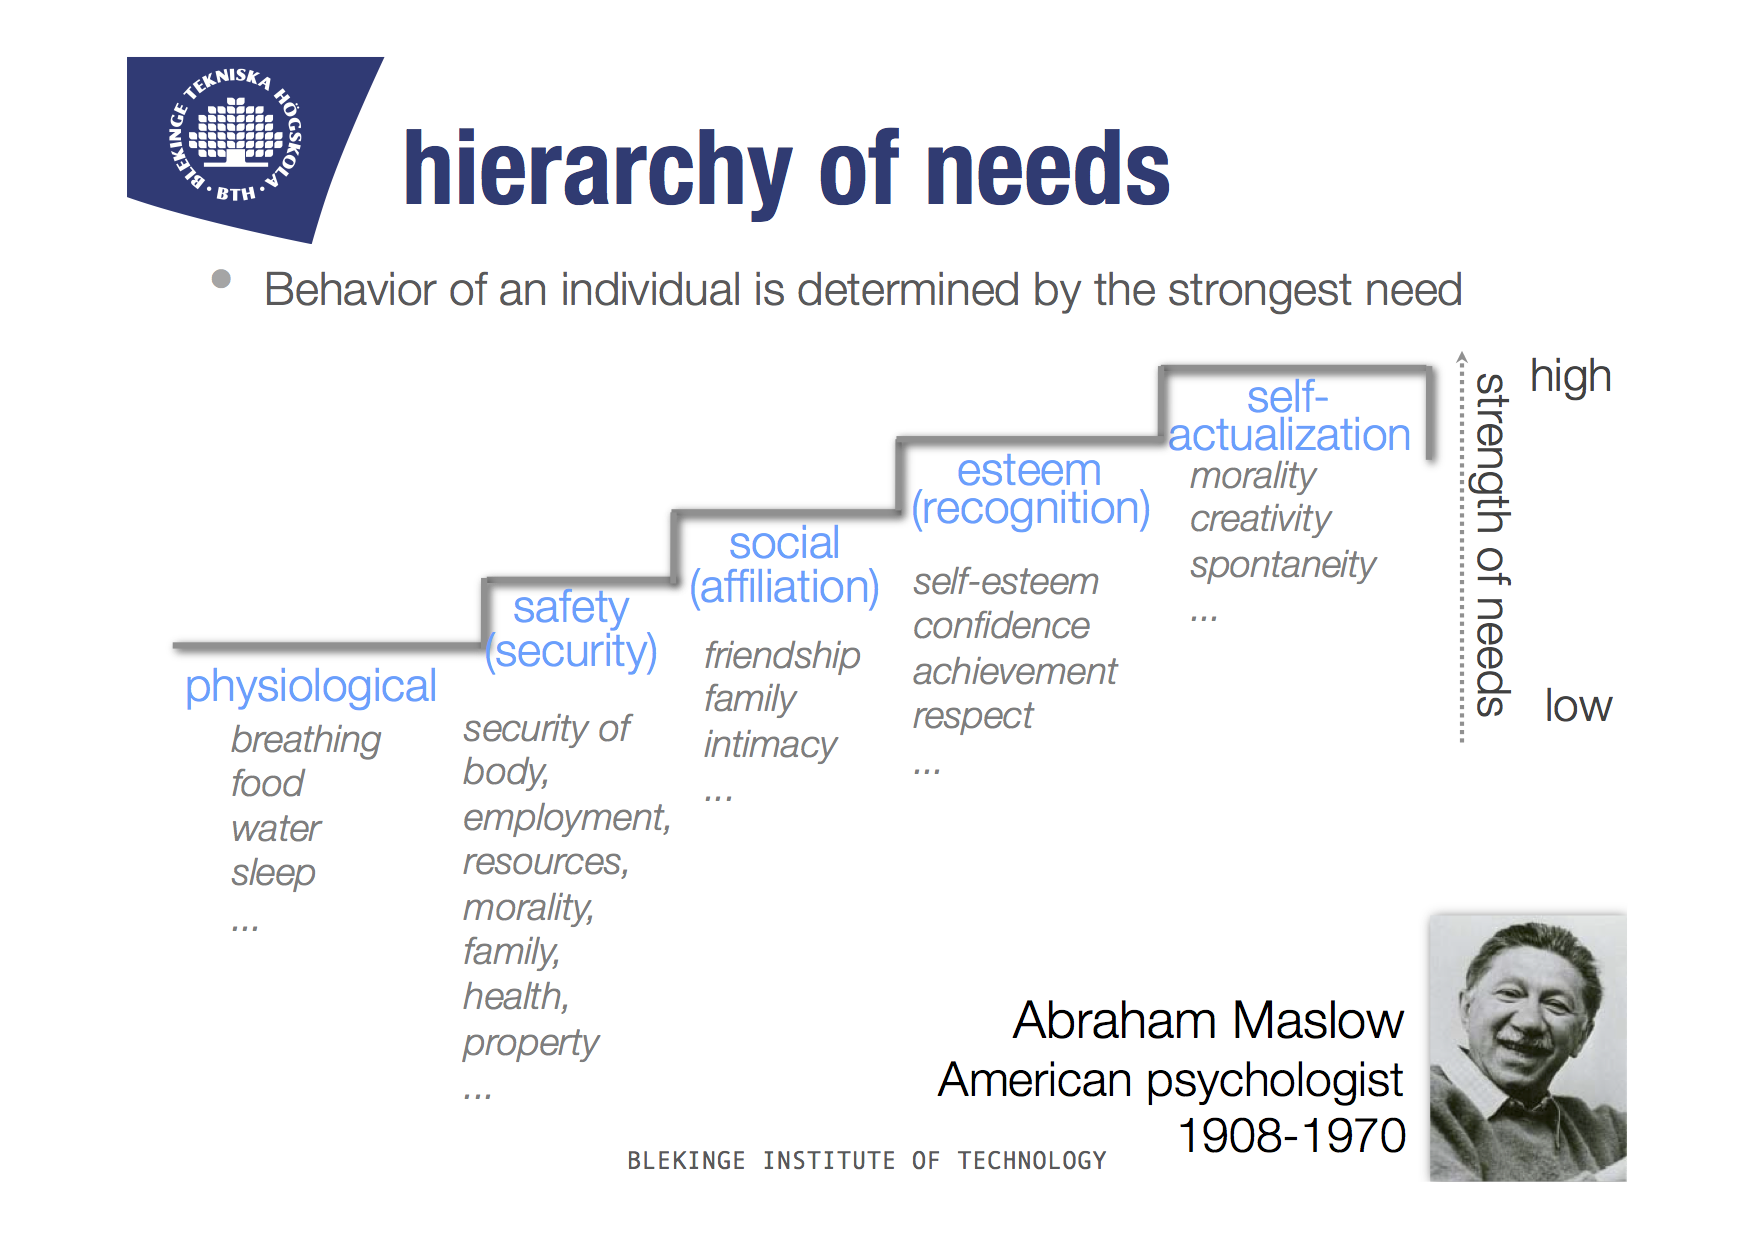 BLEKINGE TEKNISKA HÖGSKOLA
· BTH ·
hierarchy of needs
• Behavior of an individual is determined by the strongest need
physiological
breathing
food
water
sleep
...
safety
(security)
security of
body,
employment,
resources,
morality,
family,
health,
property
...
social
(affiliation)
friendship
family
intimacy
...
esteem
(recognition)
self-esteem
confidence
achievement
respect
...
self-
actualization
morality
creativity
spontaneity
...
strength of needs
high
low
Abraham Maslow
American psychologist
1908-1970
BLEKINGE INSTITUTE OF TECHNOLOGY